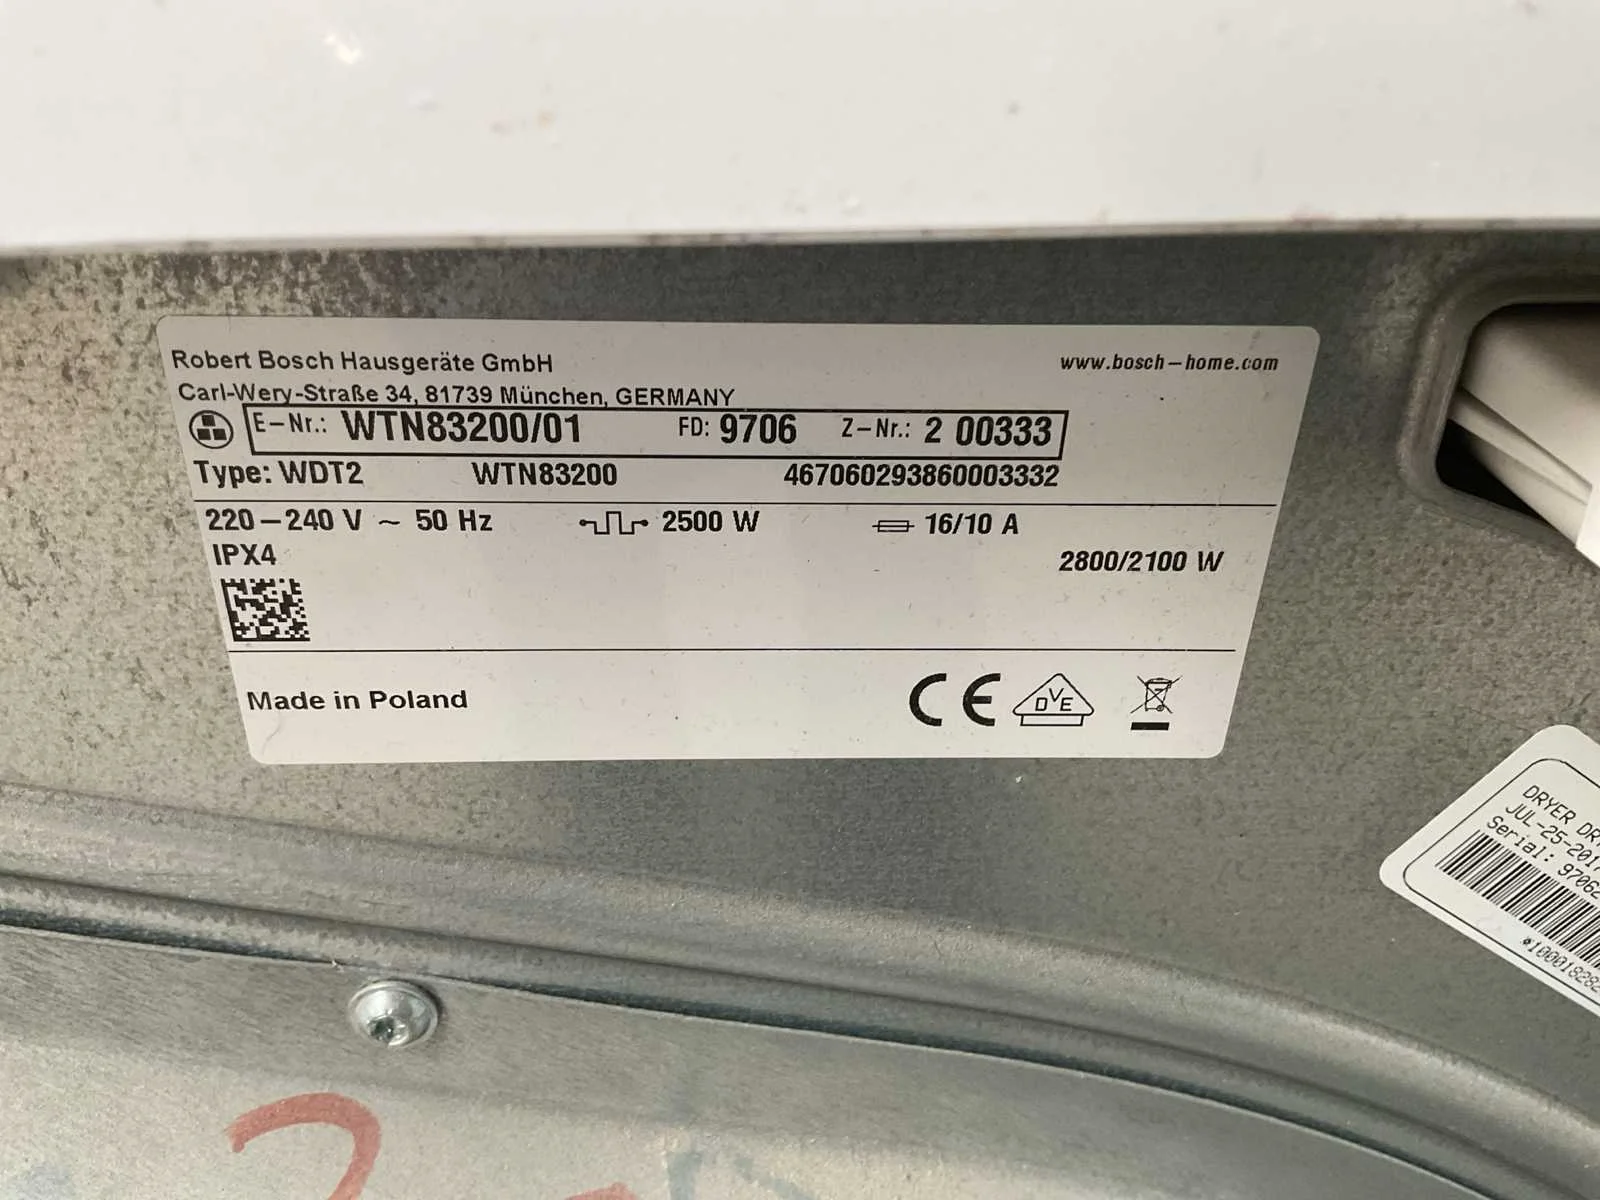 Robert Bosch Hausgeräte GmbH
www.bosch-home.com
Carl-Wery-Straße 34, 81739 München, GERMANY
E-Nr.: WTN83200/01 FD: 9706 Z-Nr.: 2 00333
Type: WDT2 WTN83200 467060293860003332
220-240 V ~ 50 Hz 2500 W 16/10 A
IPX4
2800/2100 W
Made in Poland
CE
DVE
DRYER
JUL-25-2017
Serial: